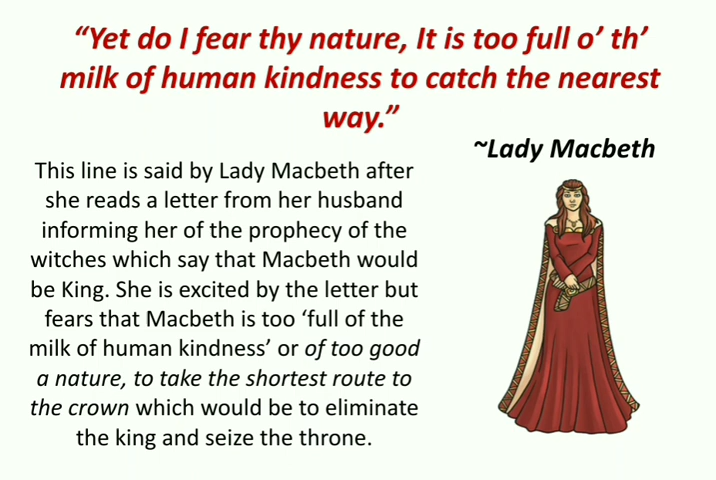 “Yet do I fear thy nature, It is too full o’ th’
milk of human kindness to catch the nearest
way.”
~Lady Macbeth
This line is said by Lady Macbeth after
she reads a letter from her husband
informing her of the prophecy of the
witches which say that Macbeth would
be King. She is excited by the letter but
fears that Macbeth is too ‘full of the
milk of human kindness’ or of too good
a nature, to take the shortest route to
the crown which would be to eliminate
the king and seize the throne.